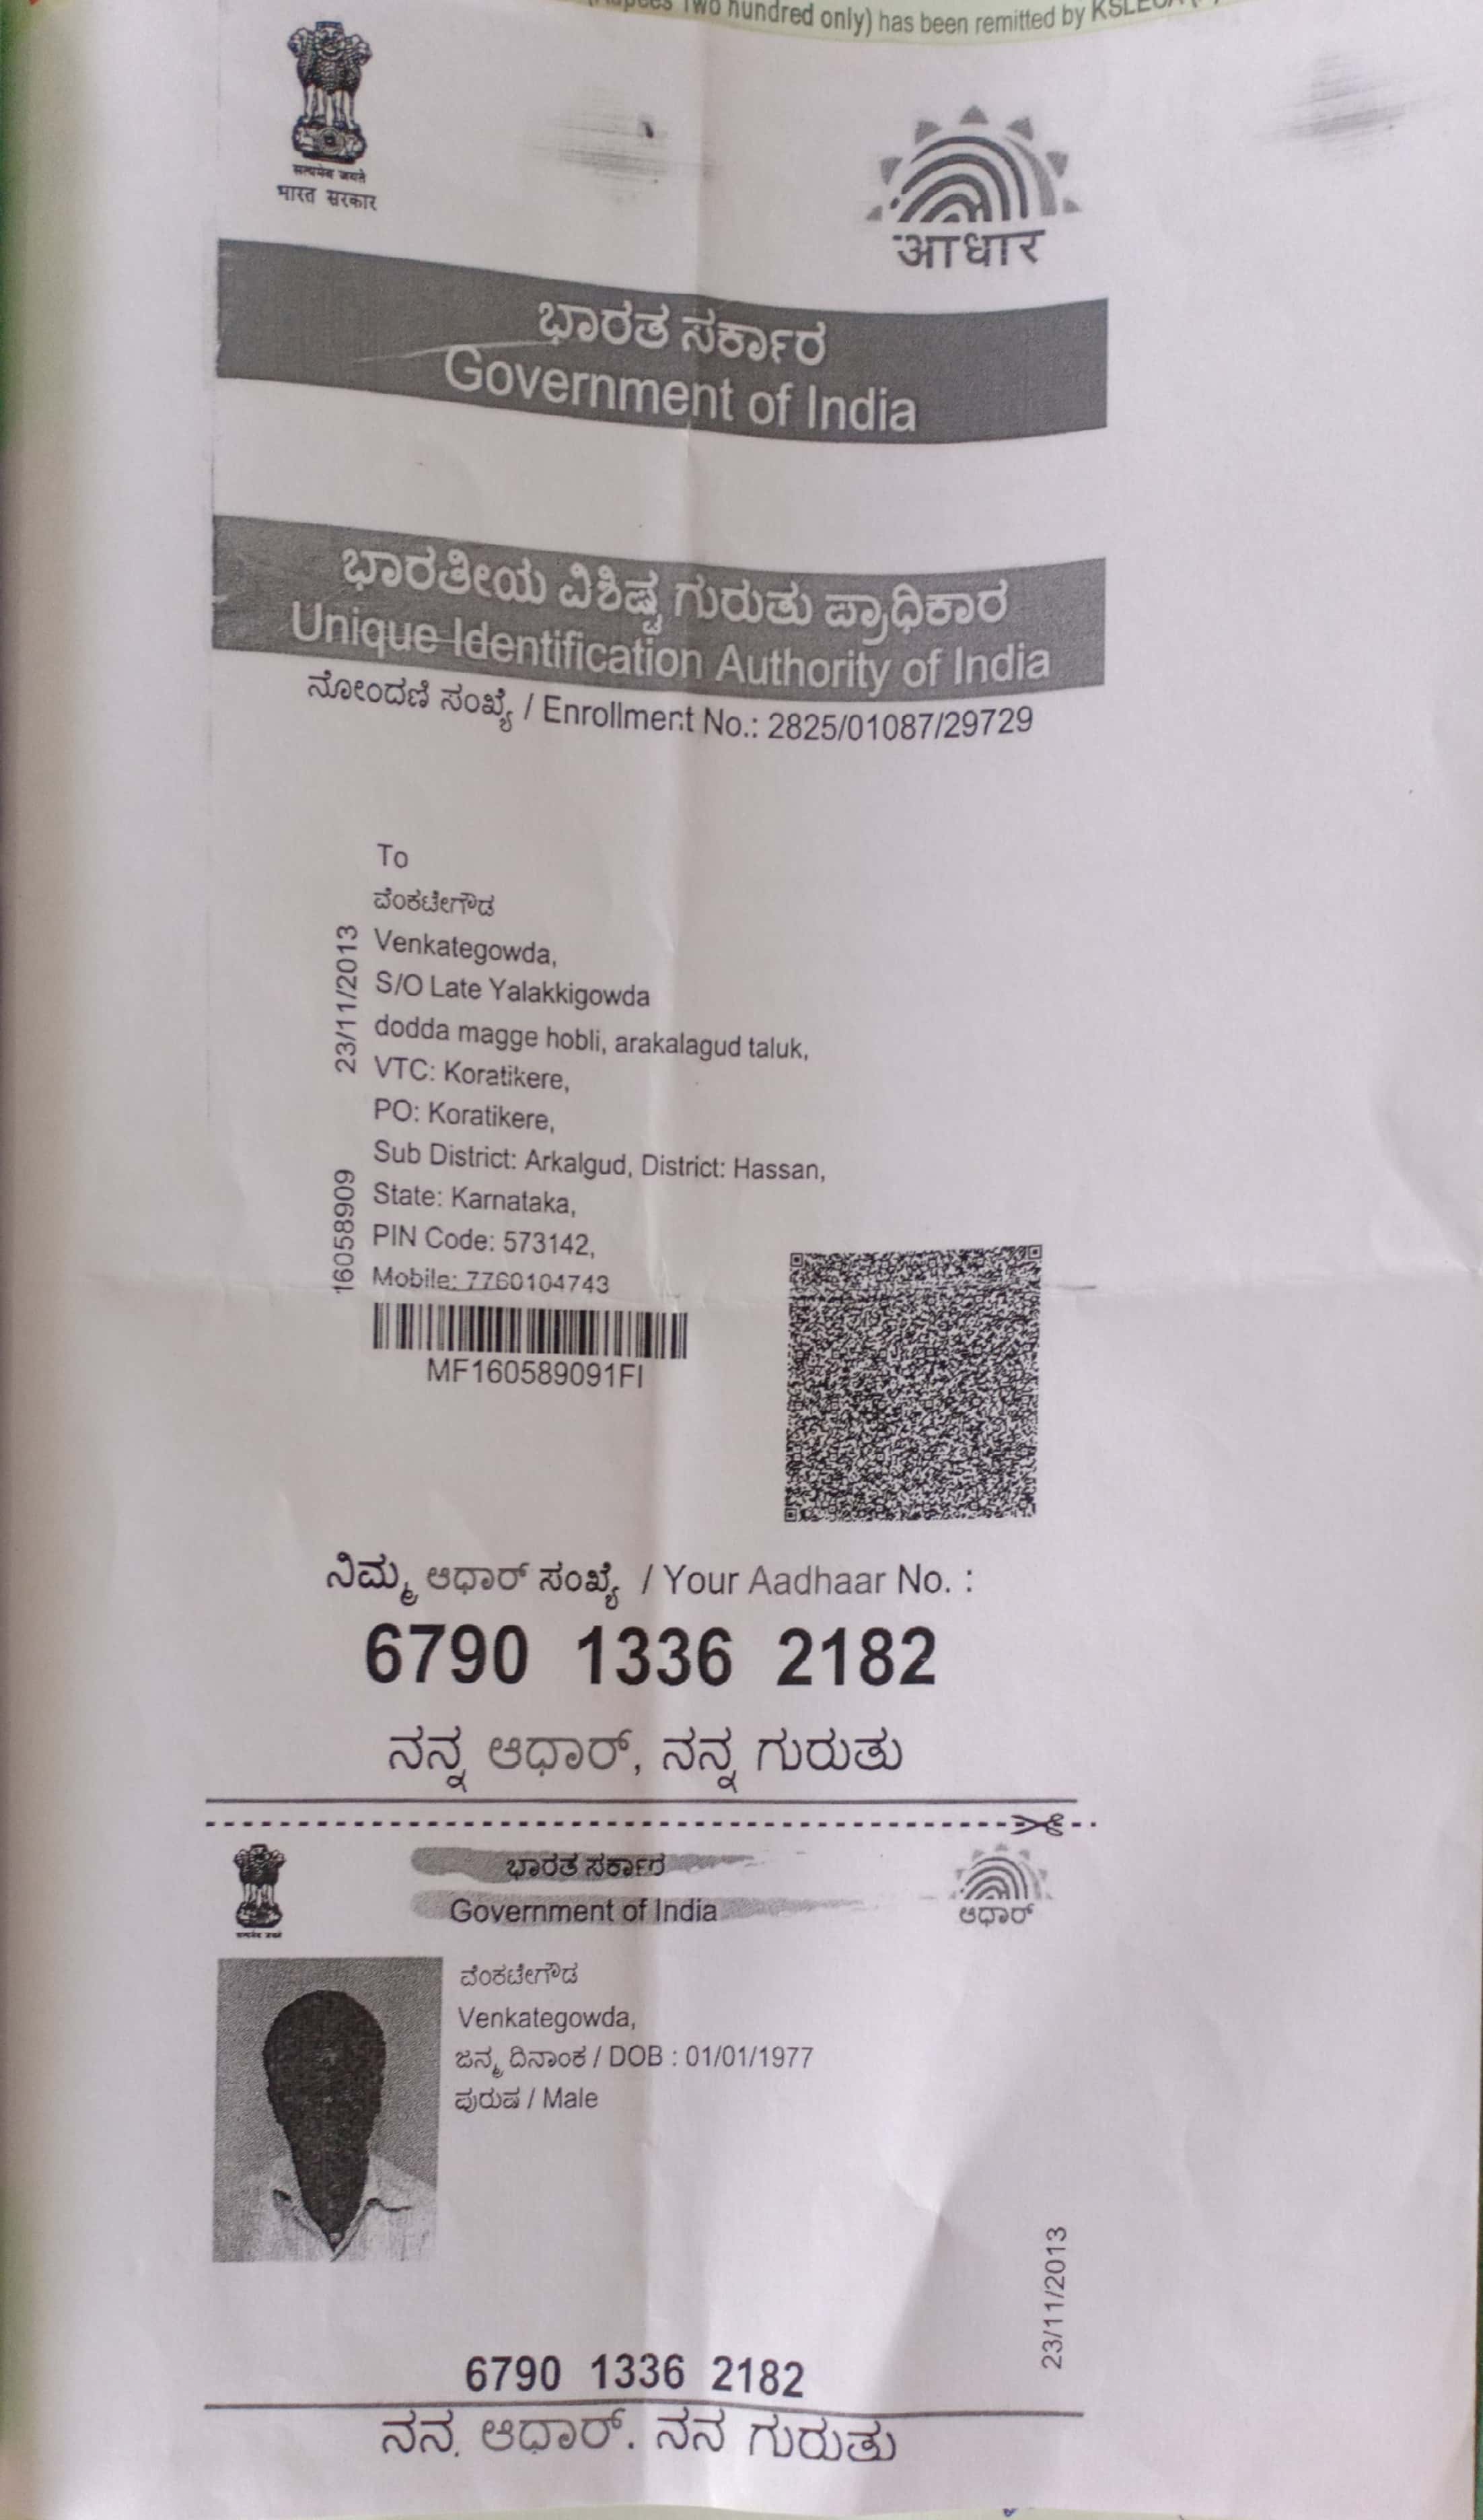 Two hundred only) has been remitted by
सत्यमेव जयते
भारत सरकार
आधार
ಭಾರತ ಸರ್ಕಾರ
Government of India
ಭಾರತೀಯ ವಿಶಿಷ್ಟ ಗುರುತು ಪ್ರಾಧಿಕಾರ
Unique Identification Authority of India
ನೋಂದಣಿ ಸಂಖ್ಯೆ / Enrollment No.: 2825/01087/29729
To
ವೆಂಕಟೇಗೌಡ
Venkategowda,
S/O Late Yalakkigowda
dodda magge hobli, arakalagud taluk,
VTC: Koratikere,
PO: Koratikere,
Sub District: Arkalgud, District: Hassan,
State: Karnataka,
PIN Code: 573142,
Mobile: 7760104743
23/11/2013
16058909
MF160589091FI
ನಿಮ್ಮ ಆಧಾರ್ ಸಂಖ್ಯೆ / Your Aadhaar No. :
6790 1336 2182
ನನ್ನ ಆಧಾರ್, ನನ್ನ ಗುರುತು
ಭಾರತ ಸರ್ಕಾರ
Government of India
ಆಧಾರ್
ವೆಂಕಟೇಗೌಡ
Venkategowda,
ಜನ್ಮ ದಿನಾಂಕ / DOB : 01/01/1977
ಪುರುಷ / Male
23/11/2013
6790 1336 2182
ನನ್ನ ಆಧಾರ್. ನನ್ನ ಗುರುತು